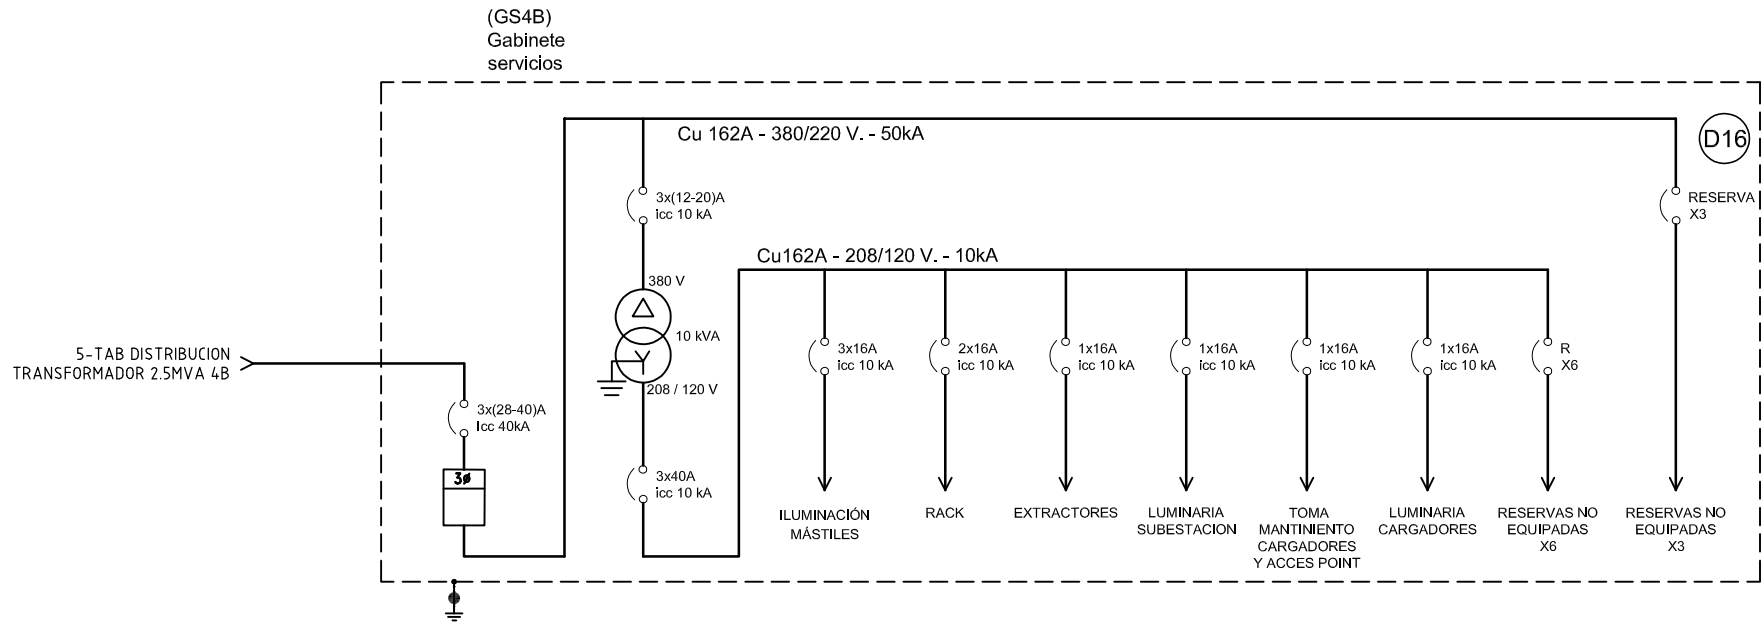 (GS4B)
Gabinete
servicios
Cu 162A - 380/220 V. - 50kA
D16
3x(12-20)A
icc 10 kA
RESERVA
X3
Cu162A - 208/120 V. - 10kA
380 V
10 kVA
208 / 120 V
5-TAB DISTRIBUCION
TRANSFORMADOR 2.5MVA 4B
3x(28-40)A
Icc 40kA
3ø
3x40A
icc 10 kA
3x16A
icc 10 kA
2x16A
icc 10 kA
1x16A
icc 10 kA
1x16A
icc 10 kA
1x16A
icc 10 kA
1x16A
icc 10 kA
R
X6
ILUMINACIÓN
MÁSTILES
RACK
EXTRACTORES
LUMINARIA
SUBESTACION
TOMA
MANTINIENTO
CARGADORES
Y ACCES POINT
LUMINARIA
CARGADORES
RESERVAS NO
EQUIPADAS
X6
RESERVAS NO
EQUIPADAS
X3